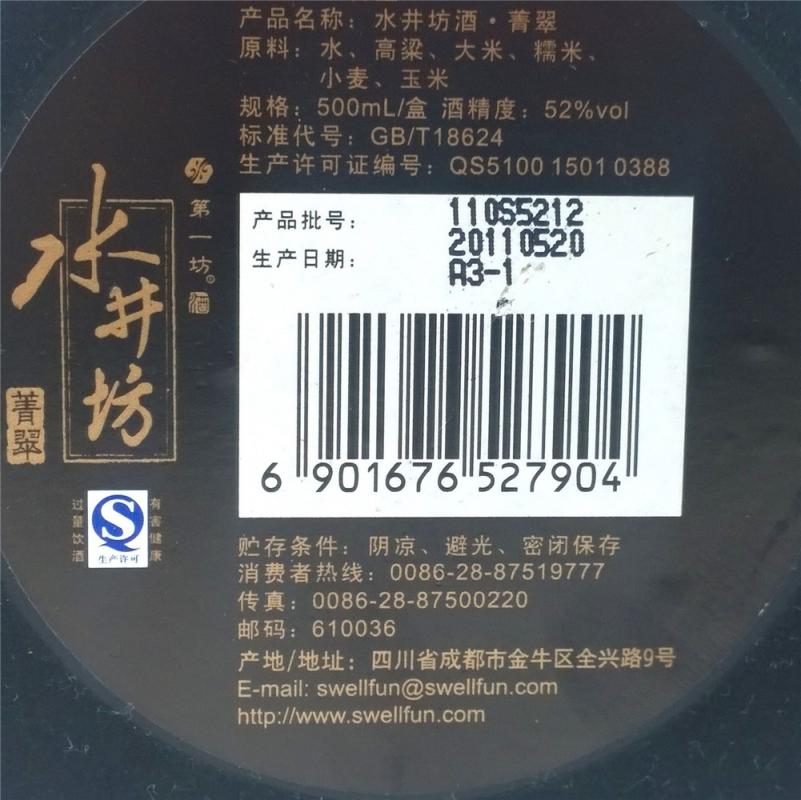 产品名称：水井坊酒·菁翠
原料：水、高粱、大米、糯米、
小麦、玉米
规格：500mL/盒 酒精度：52%vol
标准代号：GB/T18624
生产许可证编号：QS5100 1501 0388
第一坊®酒
水井坊
菁翠
产品批号：110S5212
生产日期：20110520
A3-1
6 901676 527904
过量饮酒
有害健康
生产许可
贮存条件：阴凉、避光、密闭保存
消费者热线：0086-28-87519777
传真：0086-28-87500220
邮码：610036
产地/地址：四川省成都市金牛区全兴路9号
E-mail: swellfun@swellfun.com
http://www.swellfun.com